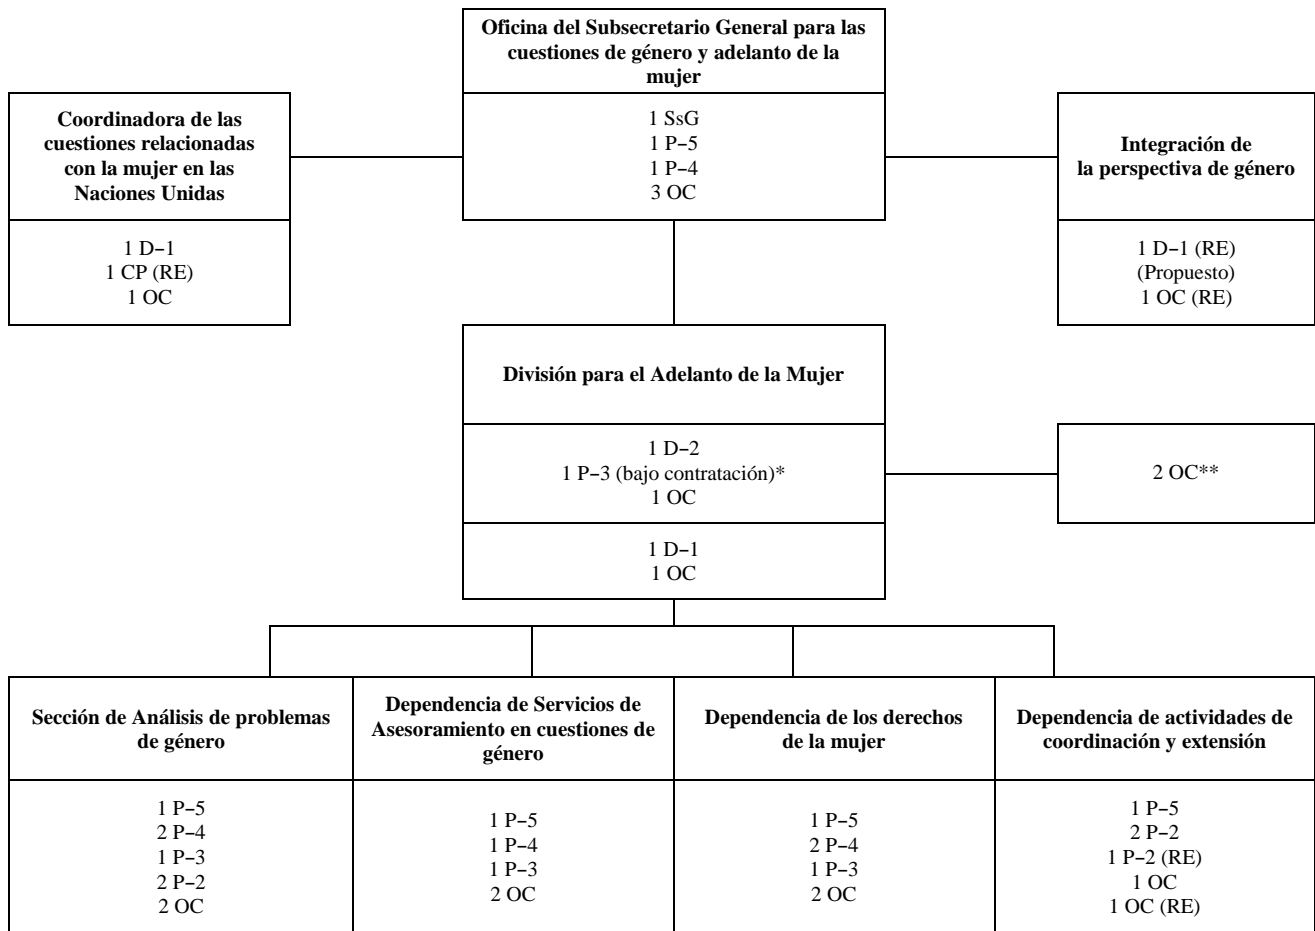 Oficina del Subsecretario General para las
cuestiones de género y adelanto de la
mujer
1 SsG
1 P−5
1 P−4
3 OC
Coordinadora de las
cuestiones relacionadas
con la mujer en las
Naciones Unidas
1 D−1
1 CP (RE)
1 OC
Integración de
la perspectiva de género
1 D−1 (RE)
(Propuesto)
1 OC (RE)
División para el Adelanto de la Mujer
1 D−2
1 P−3 (bajo contratación)*
1 OC
2 OC**
1 D−1
1 OC
Sección de Análisis de problemas
de género
1 P−5
2 P−4
1 P−3
2 P−2
2 OC
Dependencia de Servicios de
Asesoramiento en cuestiones de
género
1 P−5
1 P−4
1 P−3
2 OC
Dependencia de los derechos
de la mujer
1 P−5
2 P−4
1 P−3
2 OC
Dependencia de actividades de
coordinación y extensión
1 P−5
2 P−2
1 P−2 (RE)
1 OC
1 OC (RE)